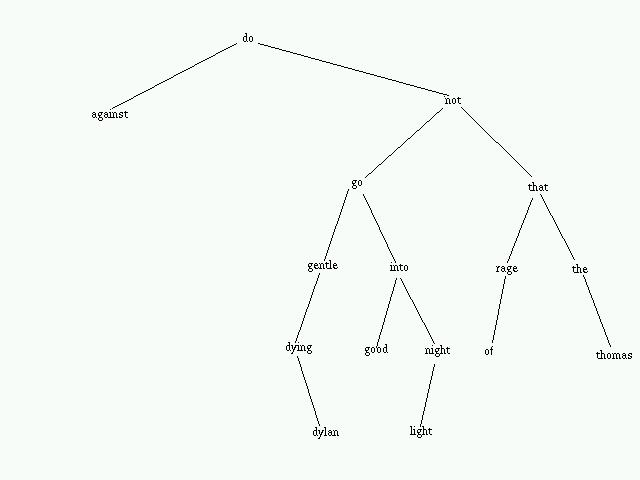 do
against
not
go
that
gentle
into
rage
the
dying
good
night
of
thomas
dylan
light